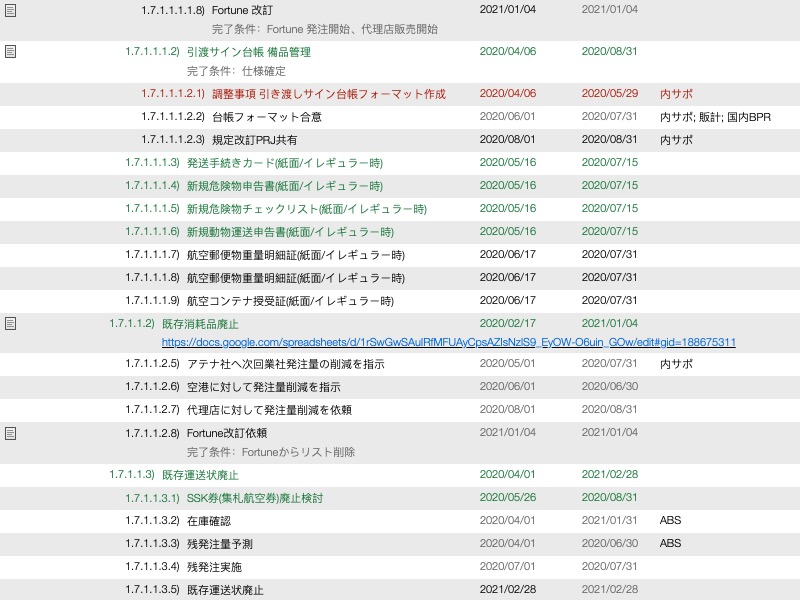 1.7.1.1.1.1.8) Fortune 改訂 2021/01/04 2021/01/04
完了条件: Fortune 発注開始、代理店販売開始
1.7.1.1.1.2) 引渡サイン台帳 備品管理 2020/04/06 2020/08/31
完了条件: 仕様確定
1.7.1.1.1.2.1) 調整事項 引き渡しサイン台帳フォーマット作成 2020/04/06 2020/05/29 内サポ
1.7.1.1.1.2.2) 台帳フォーマット合意 2020/06/01 2020/07/31 内サポ; 販計; 国内BPR
1.7.1.1.1.2.3) 規定改訂PRJ共有 2020/08/01 2020/08/31 内サポ
1.7.1.1.1.3) 発送手続きカード(紙面/イレギュラー時) 2020/05/16 2020/07/15
1.7.1.1.1.4) 新規危険物申告書(紙面/イレギュラー時) 2020/05/16 2020/07/15
1.7.1.1.1.5) 新規危険物チェックリスト(紙面/イレギュラー時) 2020/05/16 2020/07/15
1.7.1.1.1.6) 新規動物運送申告書(紙面/イレギュラー時) 2020/05/16 2020/07/15
1.7.1.1.1.7) 航空郵便物重量明細証(紙面/イレギュラー時) 2020/06/17 2020/07/31
1.7.1.1.1.8) 航空郵便物重量明細証(紙面/イレギュラー時) 2020/06/17 2020/07/31
1.7.1.1.1.9) 航空コンテナ授受証(紙面/イレギュラー時) 2020/06/17 2020/07/31
1.7.1.1.2) 既存消耗品廃止 2020/02/17 2021/01/04
https://docs.google.com/spreadsheets/d/1rSwGwSAuIRfMFUAyCpsAZIsNzlS9_EyOW-O6uin_GOw/edit#gid=188675311
1.7.1.1.2.5) アテナ社へ次回業社発注量の削減を指示 2020/05/01 2020/07/31 内サポ
1.7.1.1.2.6) 空港に対して発注量削減を指示 2020/06/01 2020/06/30
1.7.1.1.2.7) 代理店に対して発注量削減を依頼 2020/08/01 2020/08/31
1.7.1.1.2.8) Fortune改訂依頼 2021/01/04 2021/01/04
完了条件: Fortuneからリスト削除
1.7.1.1.3) 既存運送状廃止 2020/04/01 2021/02/28
1.7.1.1.3.1) SSK券(集札航空券)廃止検討 2020/05/26 2020/08/31
1.7.1.1.3.2) 在庫確認 2020/04/01 2021/01/31 ABS
1.7.1.1.3.3) 残発注量予測 2020/04/01 2020/06/30 ABS
1.7.1.1.3.4) 残発注実施 2020/07/01 2020/07/31
1.7.1.1.3.5) 既存運送状廃止 2021/02/28 2021/02/28